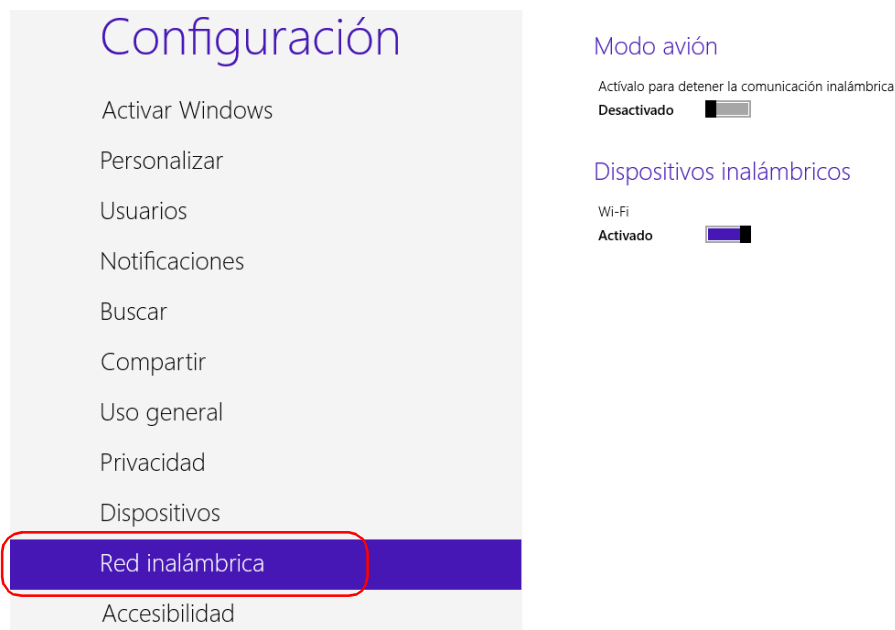 Configuración
Activar Windows
Personalizar
Usuarios
Notificaciones
Buscar
Compartir
Uso general
Privacidad
Dispositivos
Red inalámbrica
Accesibilidad
Modo avión
Actívalo para detener la comunicación inalámbrica
Desactivado
Dispositivos inalámbricos
Wi-Fi
Activado